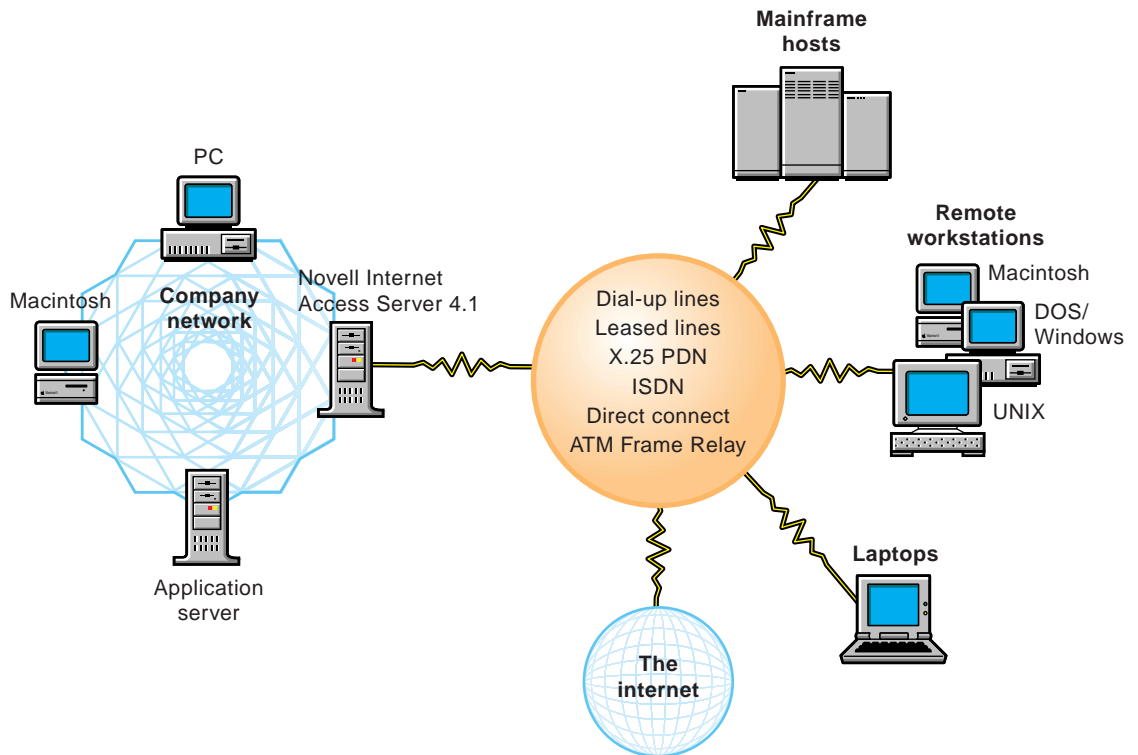 Mainframe
hosts
PC
Remote
workstations
Macintosh
DOS/
Windows
UNIX
Novell Internet
Access Server 4.1
Macintosh
Company
network
Dial-up lines
Leased lines
X.25 PDN
ISDN
Direct connect
ATM Frame Relay
Application
server
Laptops
The
internet